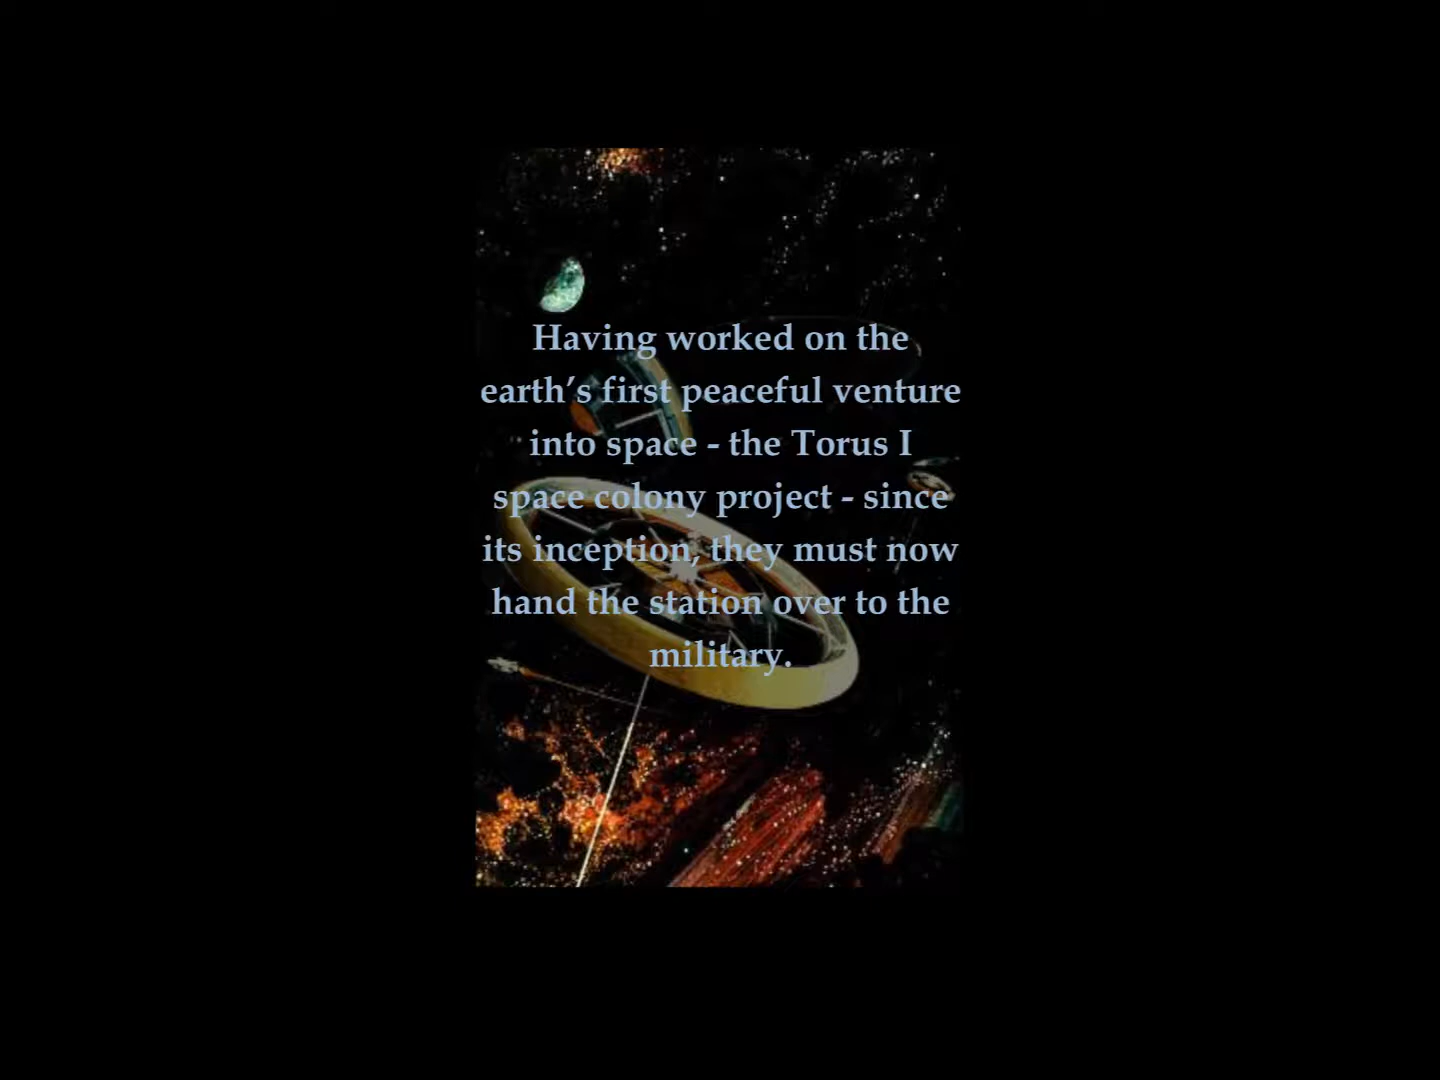 Having worked on the
earth’s first peaceful venture
into space - the Torus I
space colony project - since
its inception, they must now
hand the station over to the
military.